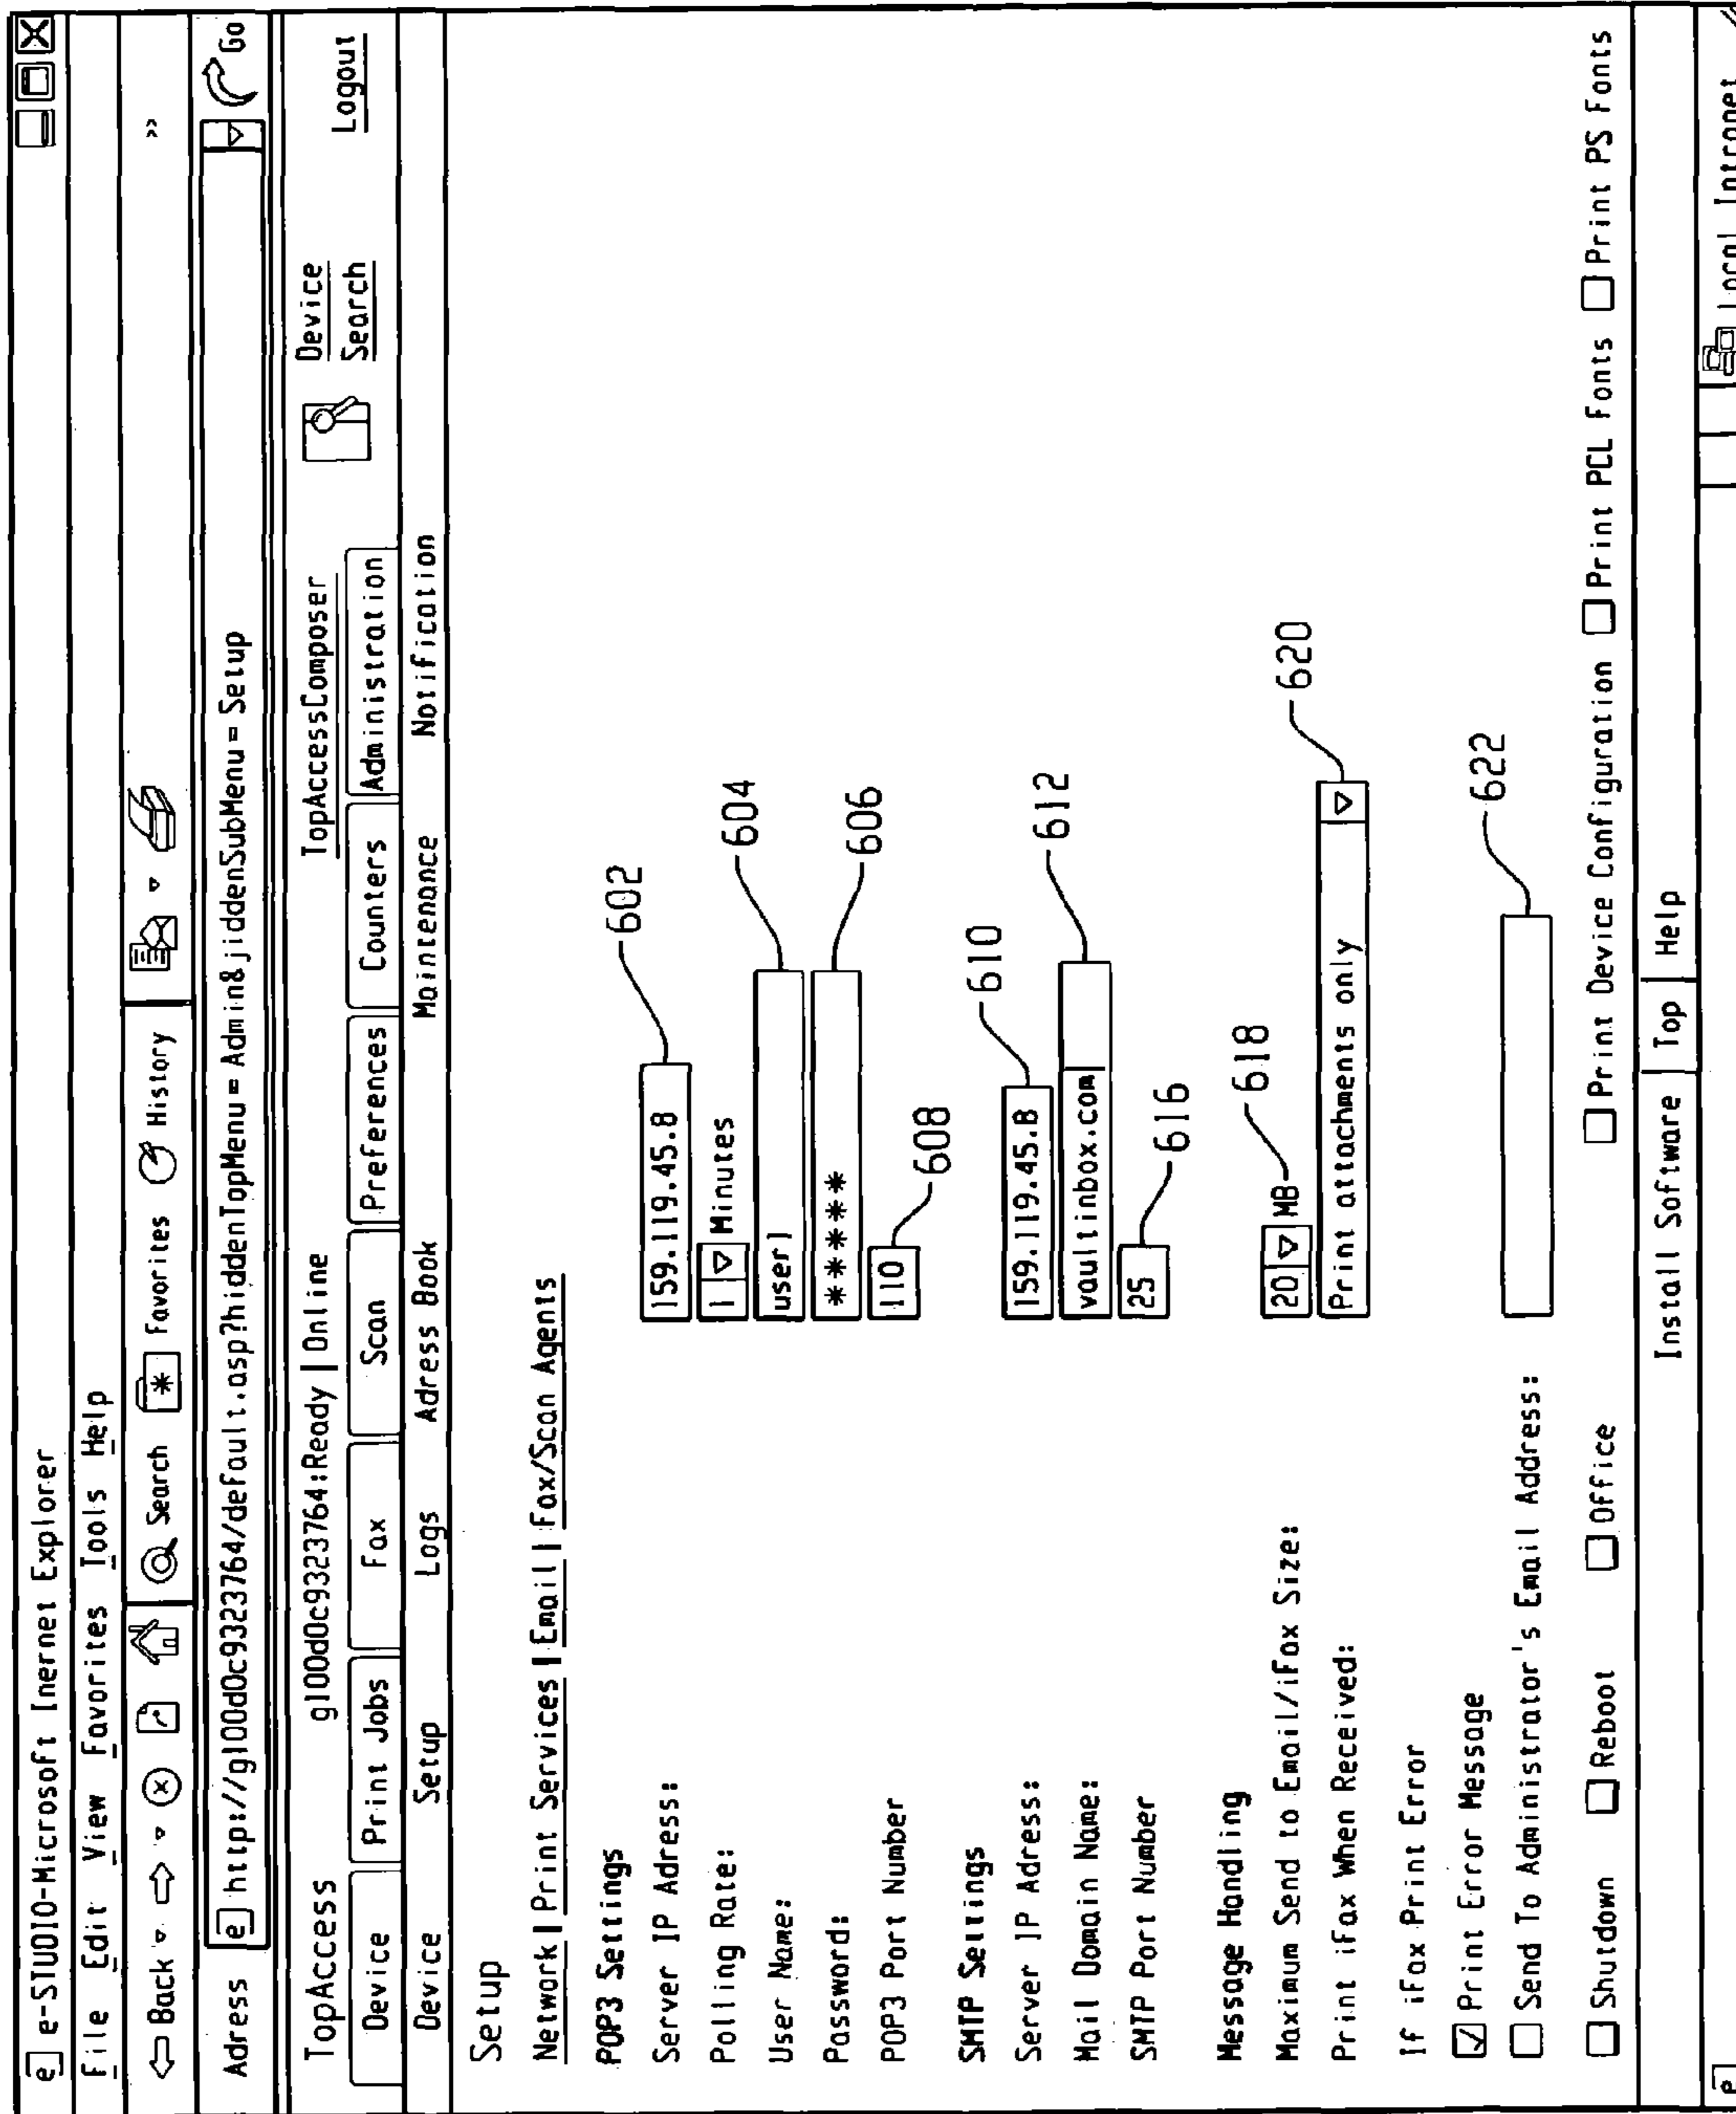 e e-STUDIO-Microsoft Inernet Explorer
File Edit View Favorites Tools Help
Back Search Favorites History >>
Adress e http://g100d0c9323764/default.asp?hiddenTopMenu=Admin&jiddenSubMenu=Setup Go
TopAccess g100d0c9323764:Ready | Online TopAccessComposer Device Search Logout
Device Print Jobs Fax Scan Preferences Counters Administration
Device Setup Logs Adress Book Maintenance Notification
Setup
Network | Print Services | Email | Fax/Scan Agents
POP3 Settings
602
Server IP Adress: 159.119.45.8
Polling Rate: 1 Minutes
604
User Name: user1
Password: ******
606
POP3 Port Number 110
608
SMTP Settings
610
Server IP Adress: 159.119.45.8
612
Mail Domain Name: vaultinbox.com
SMTP Port Number 25
616
Message Handling
618
Maximum Send to Email/iFax Size: 20 MB
620
Print iFax When Received: Print attachments only
If iFax Print Error
Print Error Message
622
Send To Administrator's Email Address:
Shutdown Reboot Office Print Device Configuration Print PCL Fonts Print PS Fonts
Install Software | Top | Help
e Local Intranet